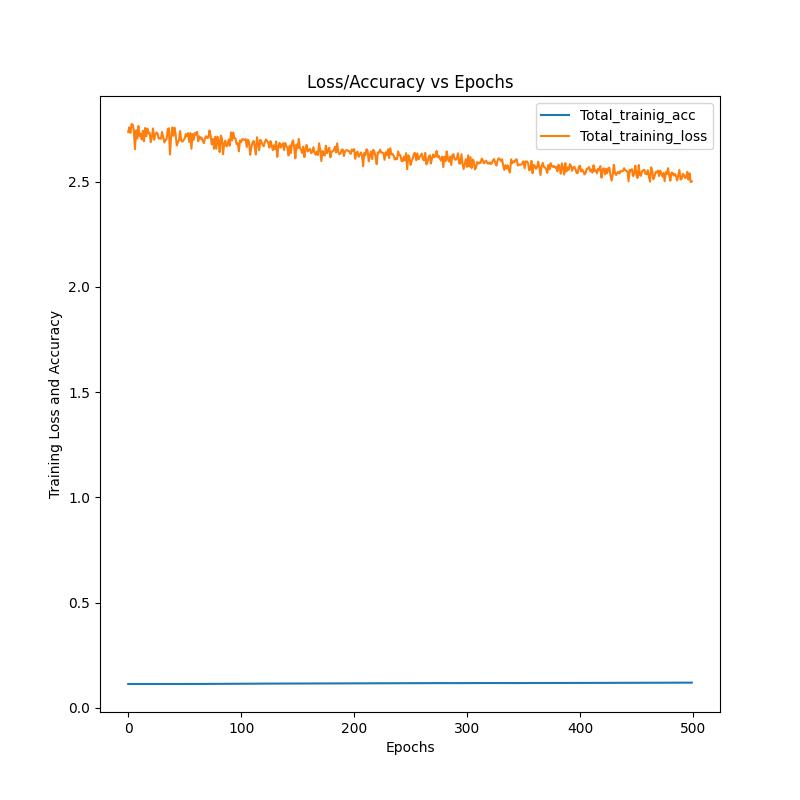 Loss/Accuracy vs Epochs
Total_trainig_acc
Total_training_loss
Training Loss and Accuracy
2.5
2.0
1.5
1.0
0.5
0.0
0 100 200 300 400 500
Epochs